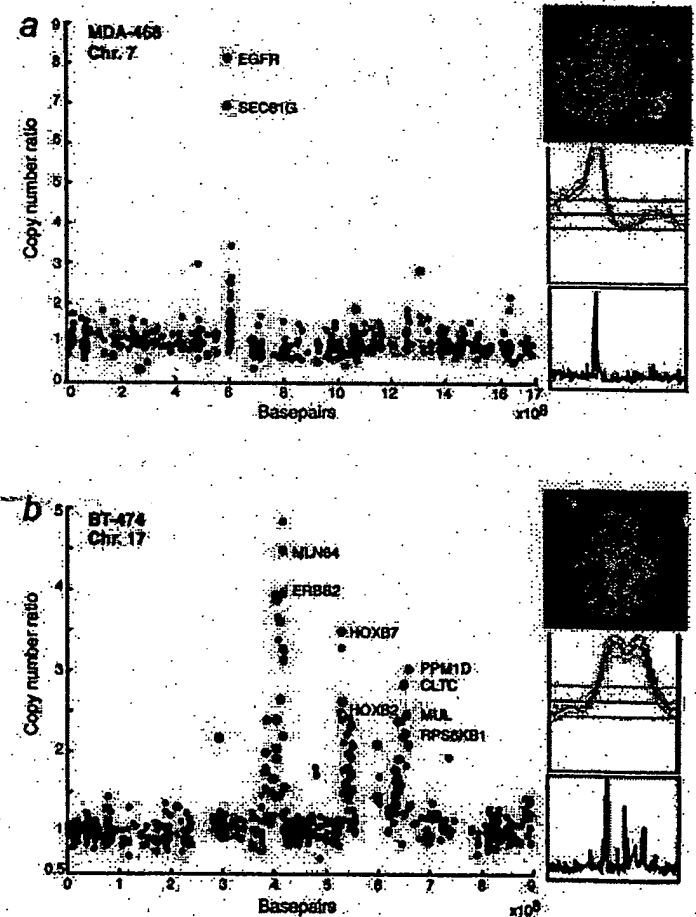 a
MDA-468
Chr. 7
EGFR
SEC61G
Copy number ratio
9
8
7
6
5
4
3
2
1
0
0 2 4 6 8 10 12 14 16 17
Basepairs
x10⁸
b
BT-474
Chr. 17
MLN64
ERBB2
HOXB7
PPM1D
CLTC
HOXB2
MUL
RPS6KB1
Copy number ratio
5
4
3
2
1
0.5
0 1 2 3 4 5 6 7 8 9
Basepairs
x10⁸